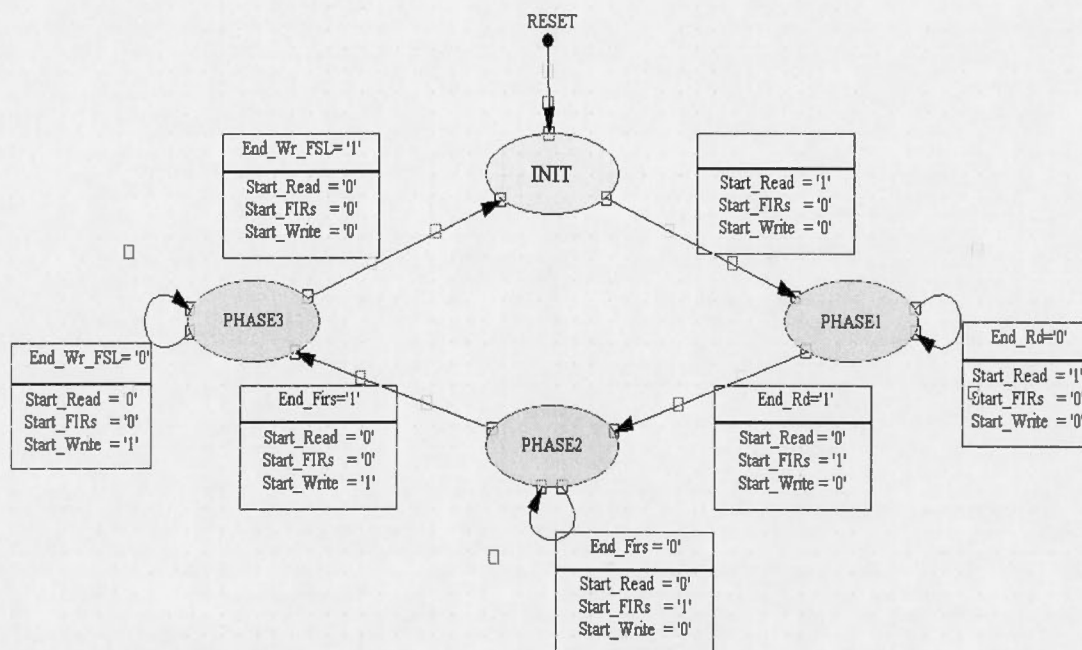 RESET
End_Wr_FSL= '1'
Start_Read = '0'
Start_FIRs = '0'
Start_Write = '0'
INIT
Start_Read = '1'
Start_FIRs = '0'
Start_Write = '0'
PHASE3
PHASE1
End_Wr_FSL= '0'
Start_Read = 0'
Start_FIRs = '0'
Start_Write = '1'
End_Firs='1'
Start_Read = '0'
Start_FIRs = '0'
Start_Write = '1'
PHASE2
End_Rd='1'
Start_Read = '0'
Start_FIRs = '1'
Start_Write = '0'
End_Rd='0'
Start_Read = '1'
Start_FIRs = '0'
Start_Write = '0'
End_Firs = '0'
Start_Read = '0'
Start_FIRs = '1'
Start_Write = '0'